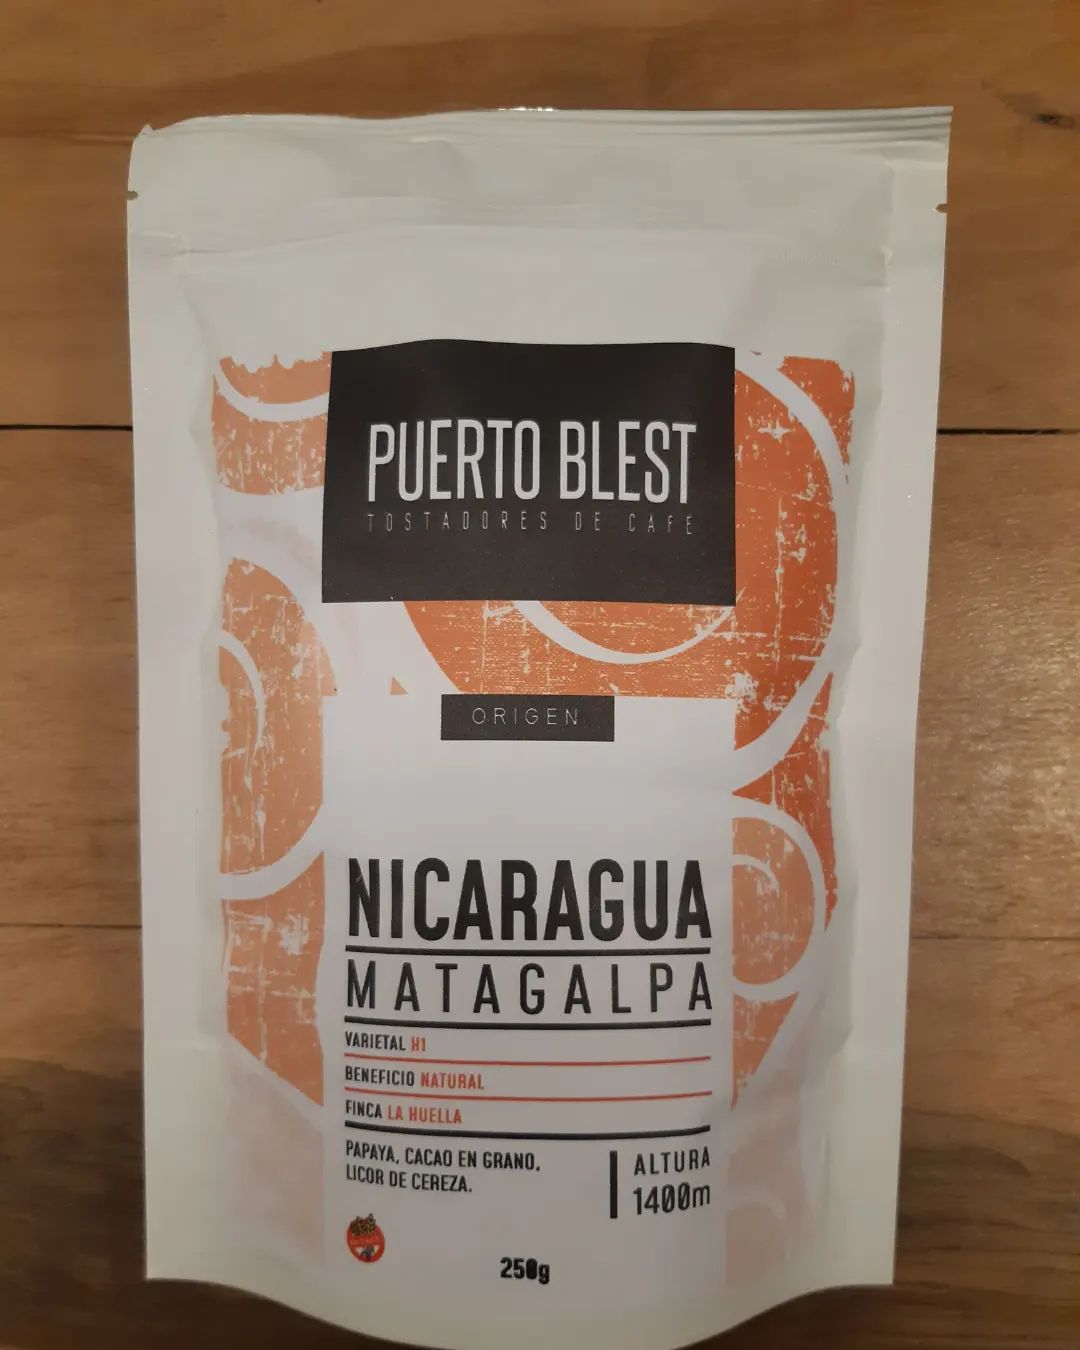 PUERTO BLEST
TOSTADORES DE CAFÉ
ORIGEN
NICARAGUA
MATAGALPA
VARIETAL H1
BENEFICIO NATURAL
FINCA LA HUELLA
PAPAYA, CACAO EN GRANO,
LICOR DE CEREZA.
ALTURA
1400m
250g